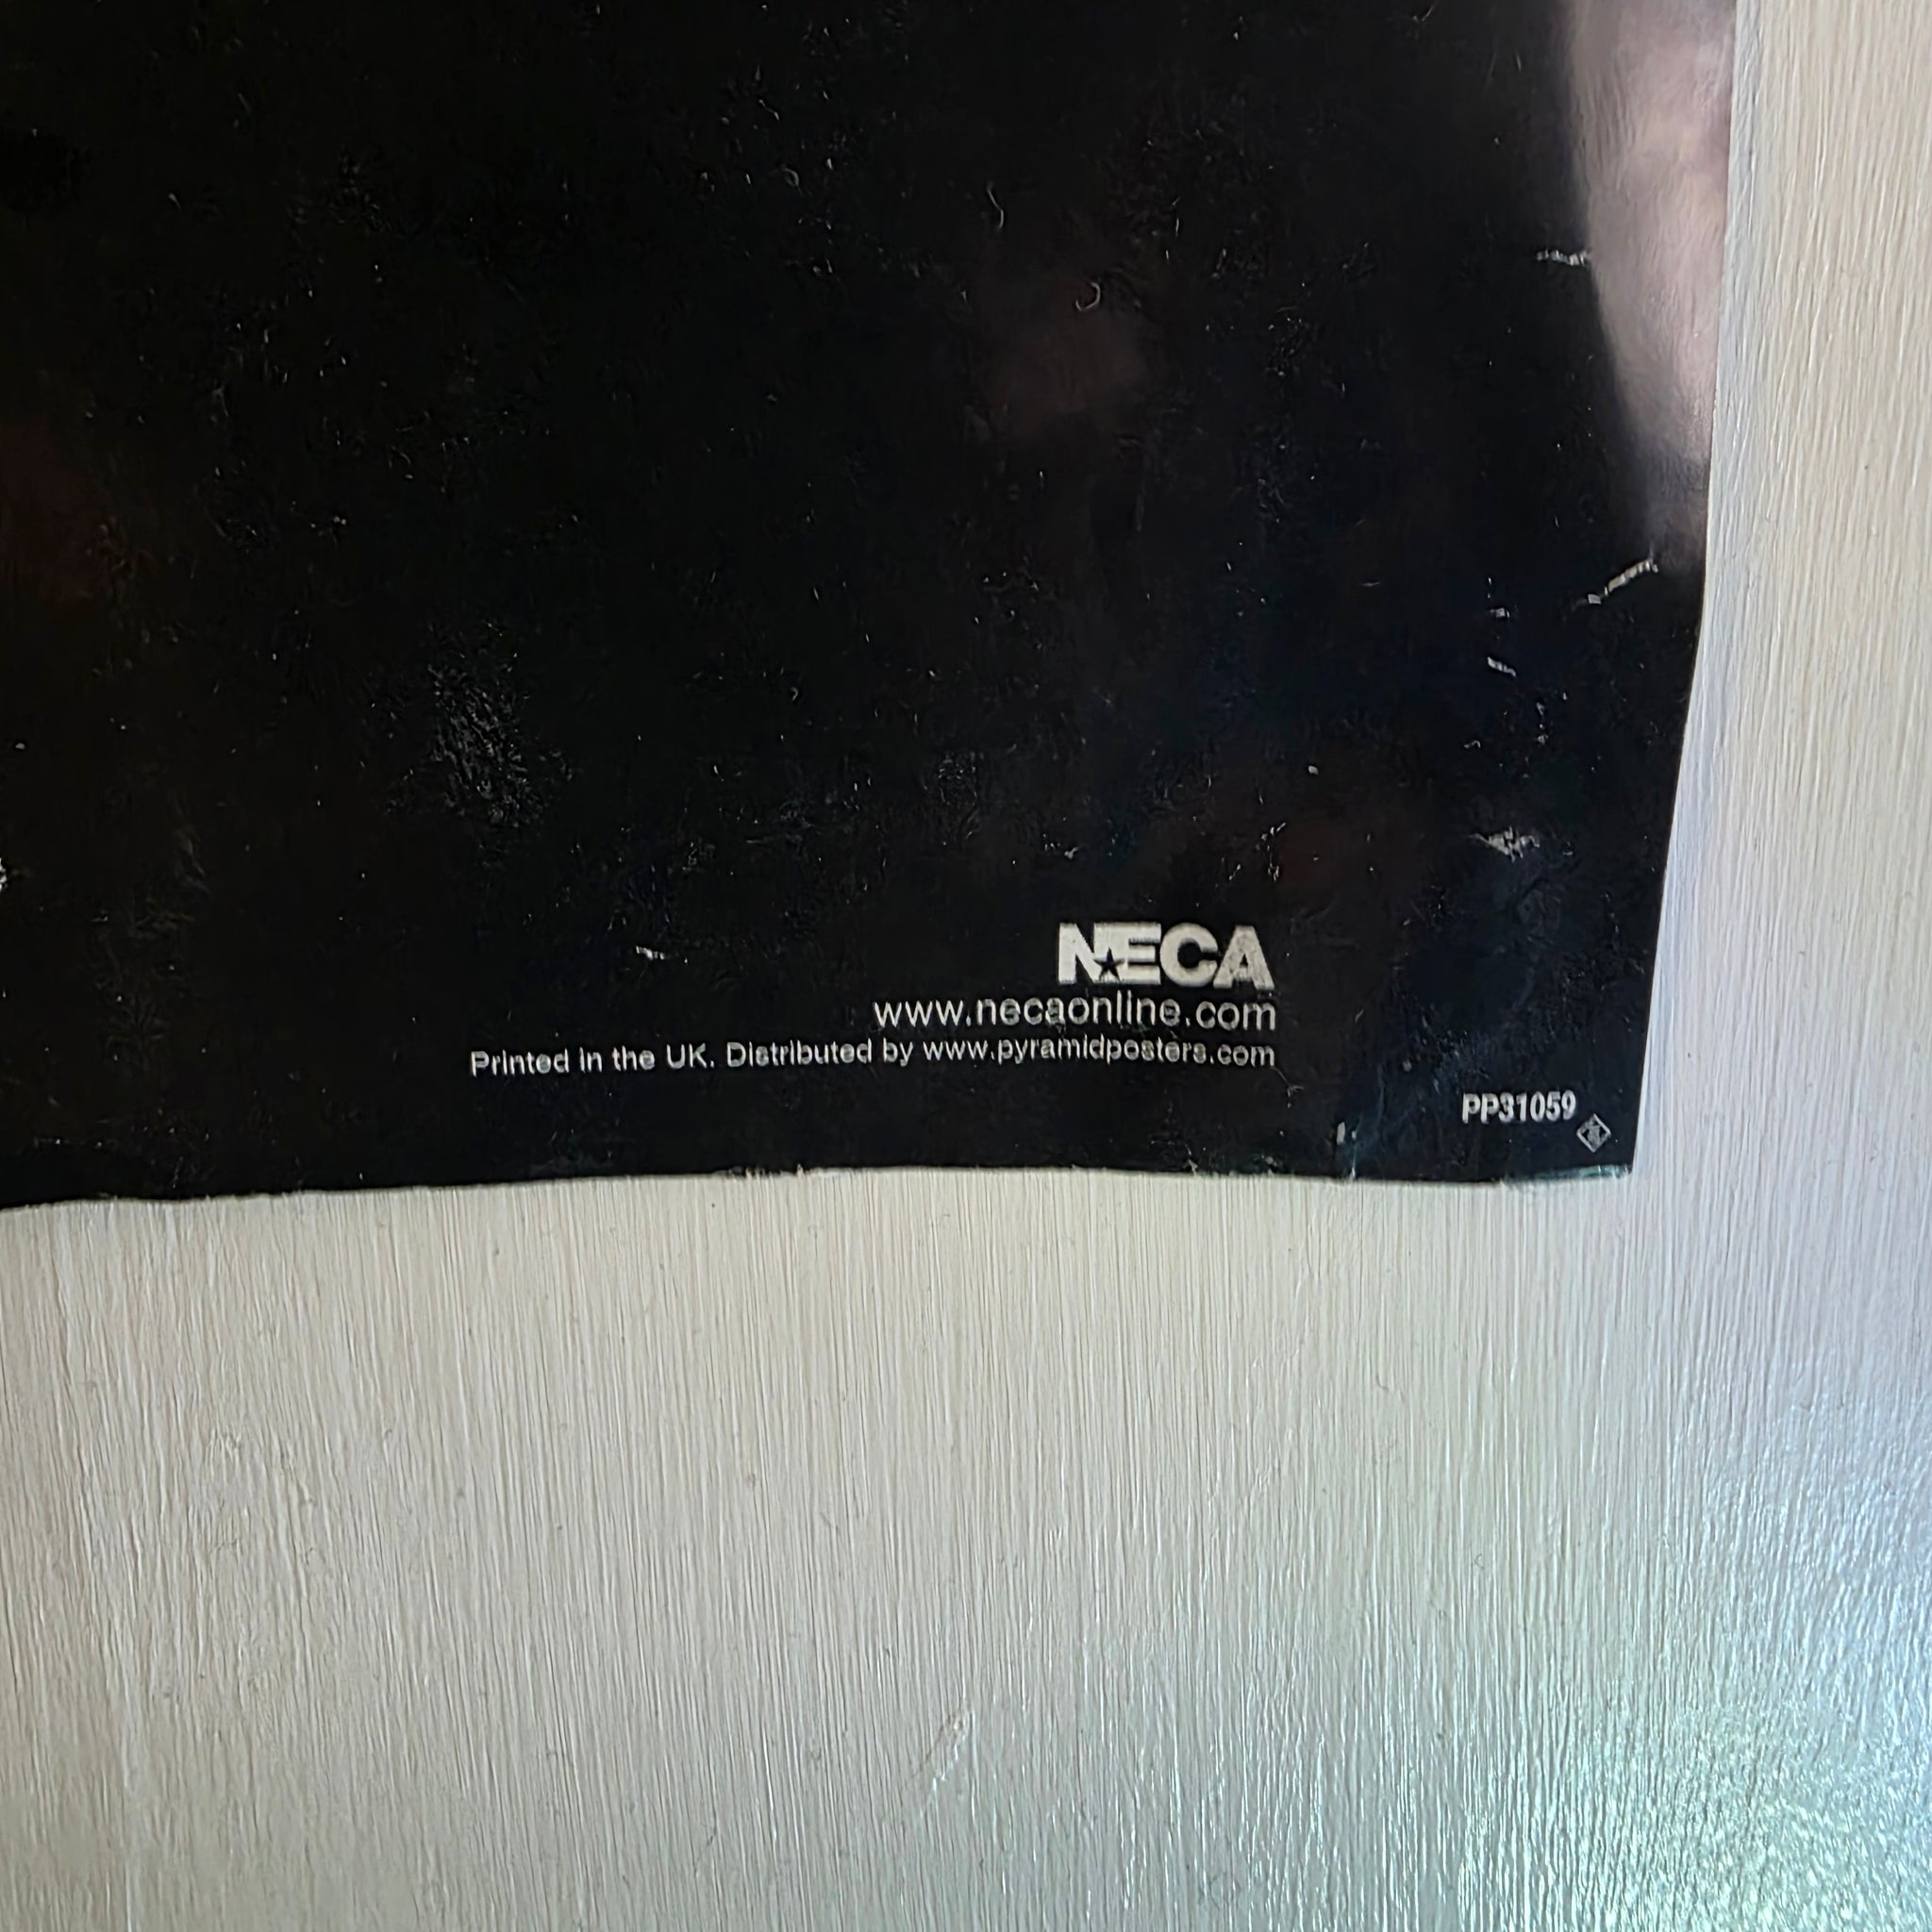 NECA
www.necaonline.com
Printed in the UK. Distributed by www.pyramidposters.com
PP31059